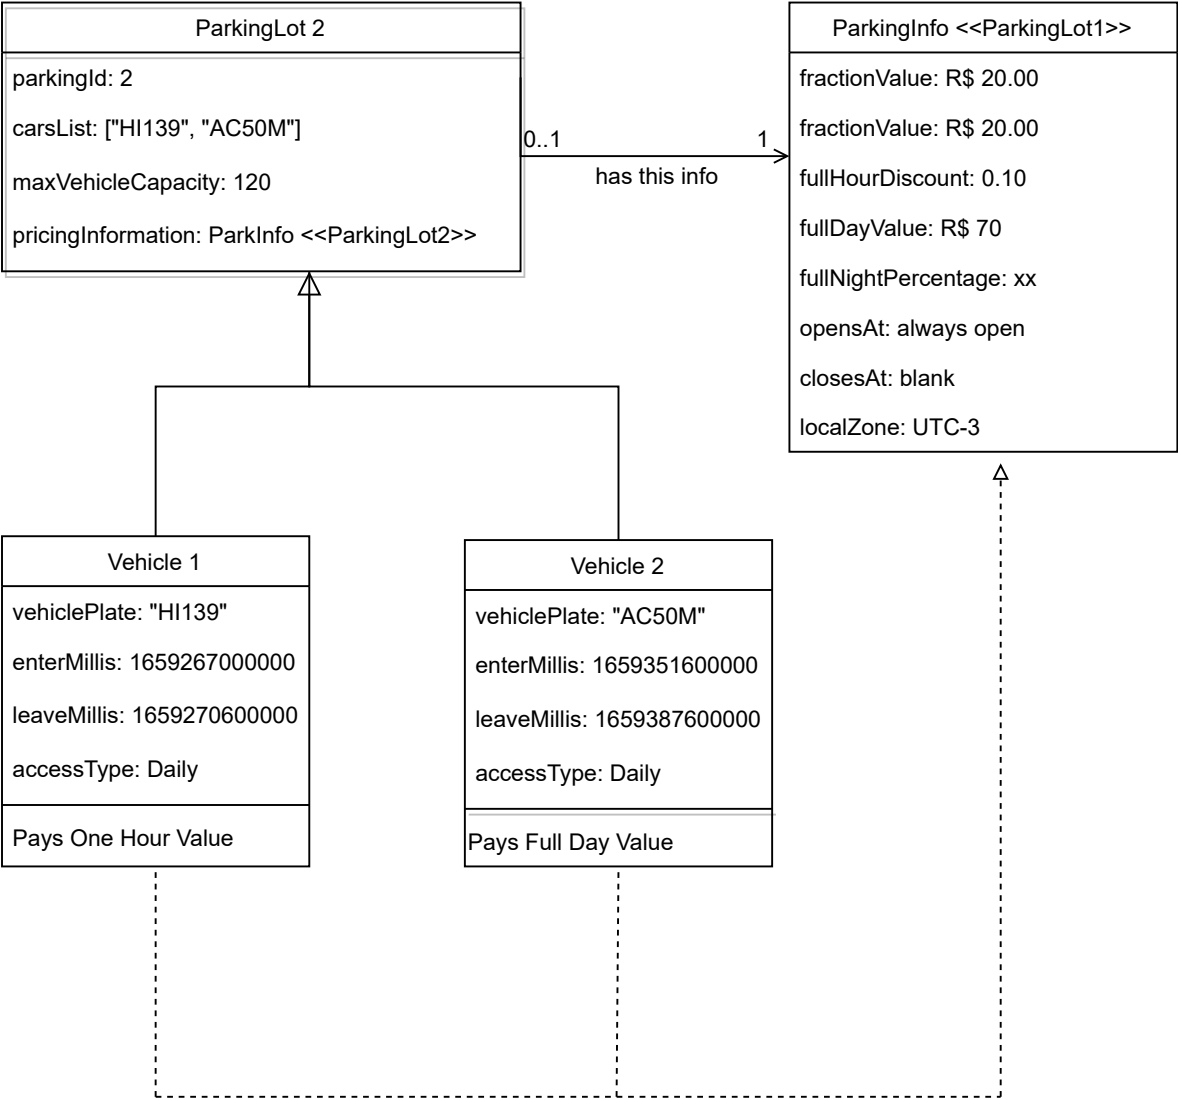 ParkingLot 2
parkingId: 2
carsList: ["HI139", "AC50M"]
maxVehicleCapacity: 120
pricingInformation: ParkInfo <<ParkingLot2>>
0..1
1
has this info
ParkingInfo <<ParkingLot1>>
fractionValue: R$ 20.00
fractionValue: R$ 20.00
fullHourDiscount: 0.10
fullDayValue: R$ 70
fullNightPercentage: xx
opensAt: always open
closesAt: blank
localZone: UTC-3
Vehicle 1
vehiclePlate: "HI139"
enterMillis: 1659267000000
leaveMillis: 1659270600000
accessType: Daily
Pays One Hour Value
Vehicle 2
vehiclePlate: "AC50M"
enterMillis: 1659351600000
leaveMillis: 1659387600000
accessType: Daily
Pays Full Day Value